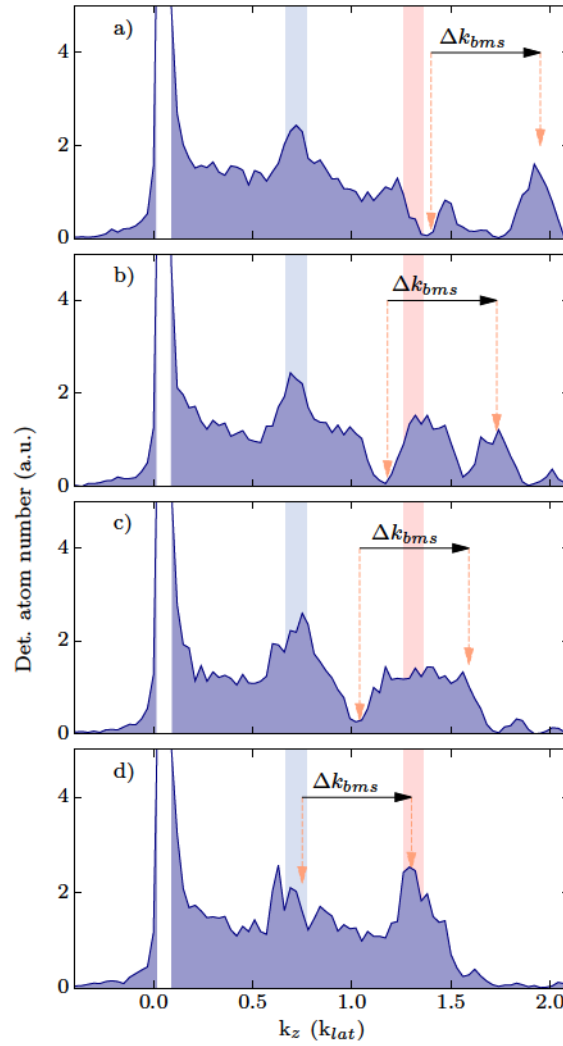 a)
Δk_bms
4
2
0
b)
Δk_bms
4
2
0
c)
Δk_bms
4
2
0
d)
Δk_bms
4
2
0
Det. atom number (a.u.)
0.0 0.5 1.0 1.5 2.0
k_z (k_lat)